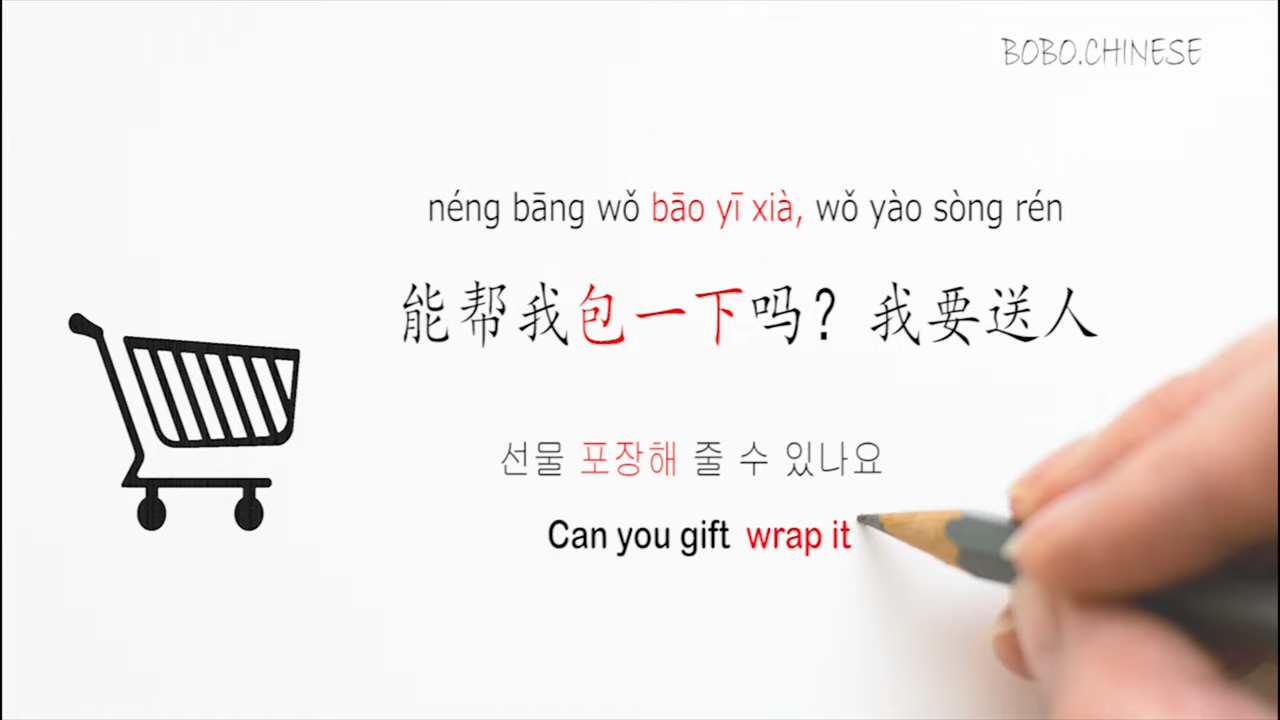 BOBO.CHINESE
néng bāng wǒ bāo yī xià, wǒ yào sòng rén
能帮我包一下吗？我要送人
선물 포장해 줄 수 있나요
Can you gift wrap it